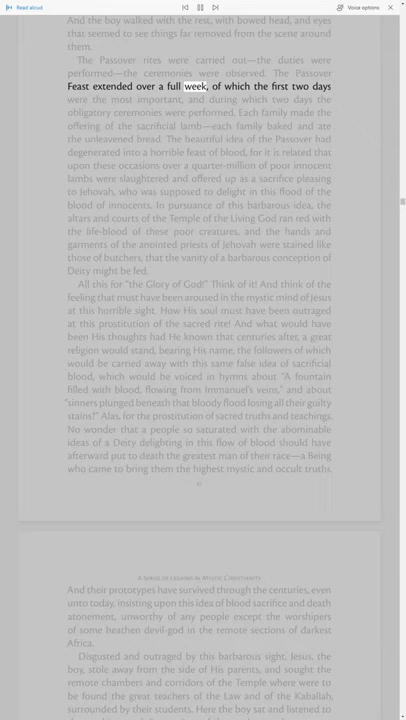 Read aloud
Voice options
And the boy walked with the rest, with bowed head, and eyes
that seemed to see things far removed from the scene around
them.
The Passover rites were carried out—the duties were
performed—the ceremonies were observed. The Passover
Feast extended over a full week, of which the first two days
were the most important, and during which two days the
obligatory ceremonies were performed. Each family made the
offering of the sacrificial lamb—each family baked and ate
the unleavened bread. The beautiful idea of the Passover had
degenerated into a horrible feast of blood, for it is related that
upon these occasions over a quarter-million of poor innocent
lambs were slaughtered and offered up as a sacrifice pleasing
to Jehovah, who was supposed to delight in this flood of the
blood of innocents. In pursuance of this barbarous idea, the
altars and courts of the Temple of the Living God ran red with
the life-blood of these poor creatures, and the hands and
garments of the anointed priests of Jehovah were stained like
those of butchers, that the vanity of a barbarous conception of
Deity might be fed.
All this for "the Glory of God!" Think of it! And think of the
feeling that must have been aroused in the mystic mind of Jesus
at this horrible sight. How His soul must have been outraged
at this prostitution of the sacred rite! And what would have
been His thoughts had He known that centuries after, a great
religion would stand, bearing His name, the followers of which
would be carried away with this same false idea of sacrificial
blood, which would be voiced in hymns about "A fountain
filled with blood, flowing from Immanuel's veins," and about
"sinners plunged beneath that bloody flood losing all their guilty
stains!" Alas, for the prostitution of sacred truths and teachings.
No wonder that a people so saturated with the abominable
ideas of a Deity delighting in this flow of blood should have
afterward put to death the greatest man of their race—a Being
who came to bring them the highest mystic and occult truths.
A Series of Lessons in Mystic Christianity
And their prototypes have survived through the centuries, even
unto today, insisting upon this idea of blood sacrifice and death
atonement, unworthy of any people except the worshipers
of some heathen devil-god in the remote sections of darkest
Africa.
Disgusted and outraged by this barbarous sight, Jesus, the
boy, stole away from the side of His parents, and sought the
remote chambers and corridors of the Temple where were to
be found the great teachers of the Law and of the Kaballah,
surrounded by their students. Here the boy sat and listened to